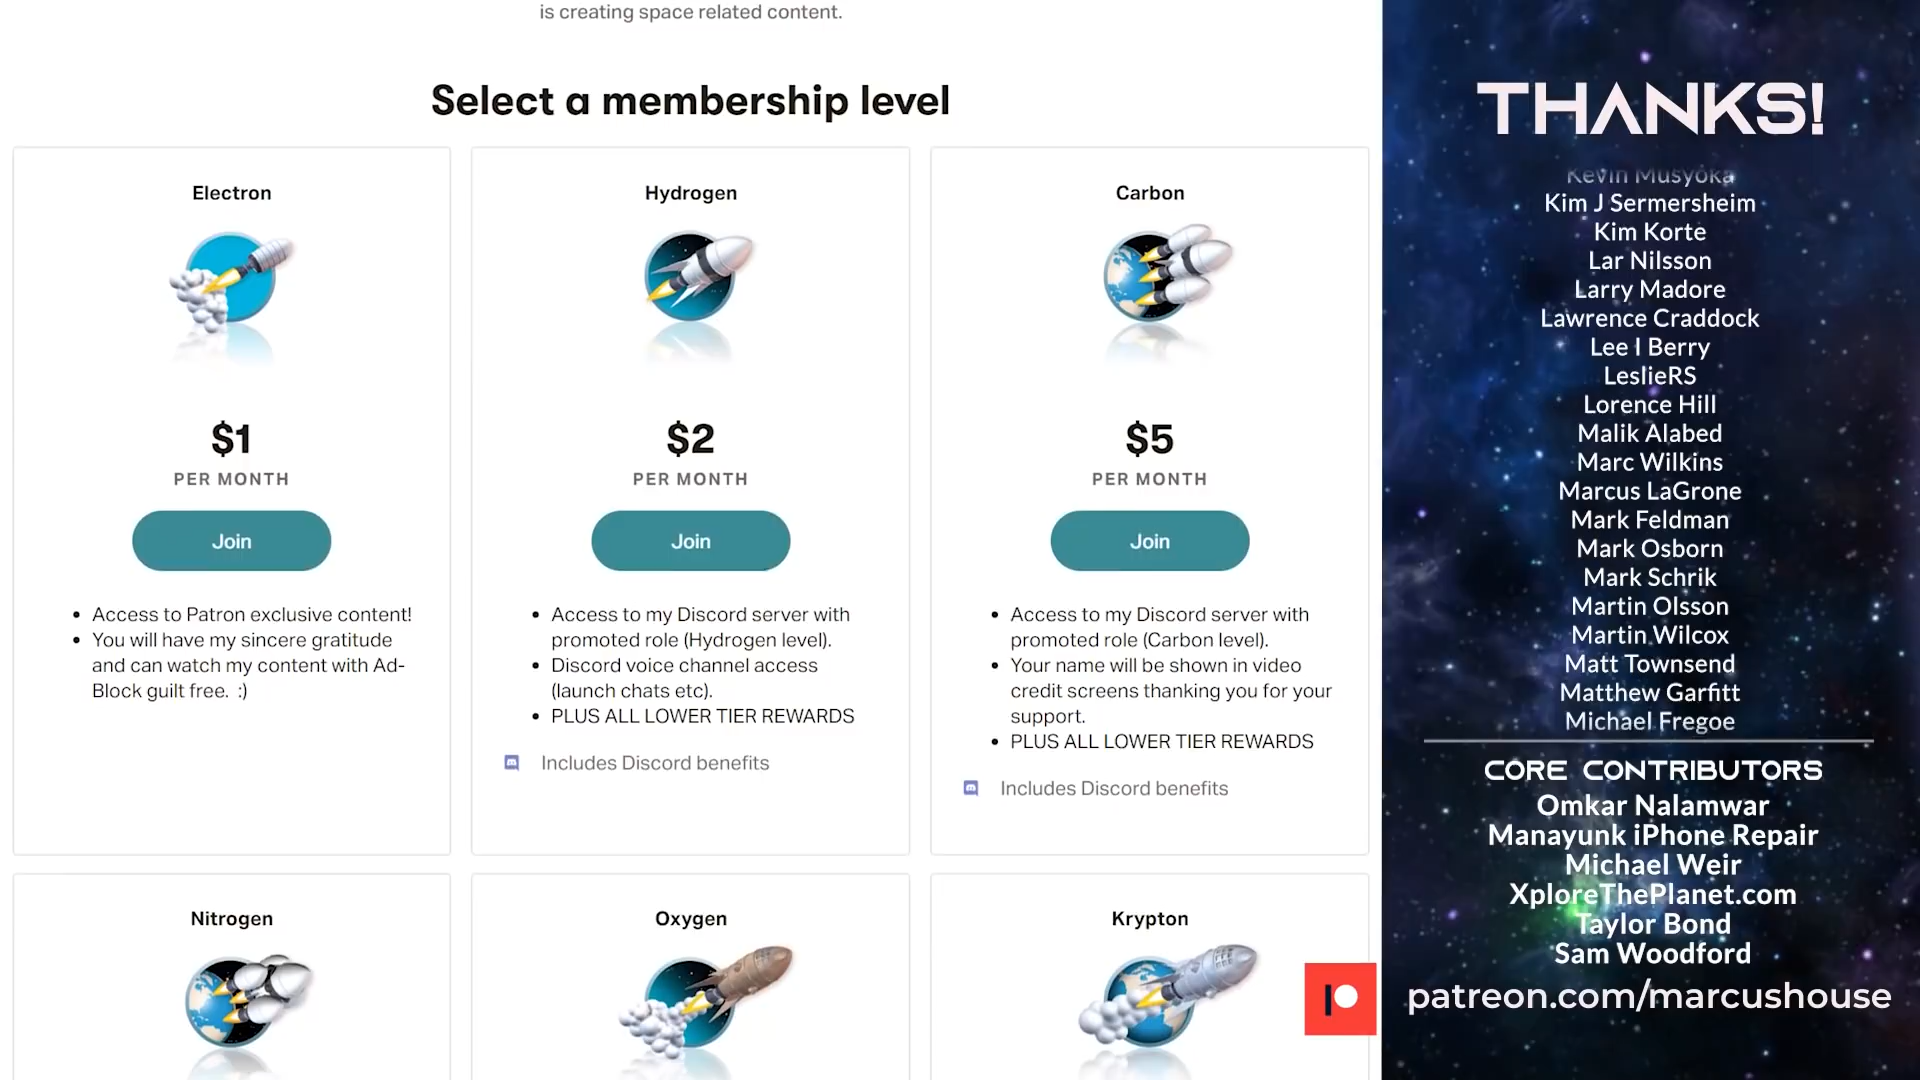 is creating space related content.
Select a membership level
Electron
$1
PER MONTH
Join
• Access to Patron exclusive content!
• You will have my sincere gratitude
and can watch my content with Ad-
Block guilt free. :)
Hydrogen
$2
PER MONTH
Join
• Access to my Discord server with
promoted role (Hydrogen level).
• Discord voice channel access
(launch chats etc).
• PLUS ALL LOWER TIER REWARDS
Includes Discord benefits
Carbon
$5
PER MONTH
Join
• Access to my Discord server with
promoted role (Carbon level).
• Your name will be shown in video
credit screens thanking you for your
support.
• PLUS ALL LOWER TIER REWARDS
Includes Discord benefits
Nitrogen
Oxygen
Krypton
THANKS!
Kevin Musyoka
Kim J Sermersheim
Kim Korte
Lar Nilsson
Larry Madore
Lawrence Craddock
Lee I Berry
LeslieRS
Lorence Hill
Malik Alabed
Marc Wilkins
Marcus LaGrone
Mark Feldman
Mark Osborn
Mark Schrik
Martin Olsson
Martin Wilcox
Matt Townsend
Matthew Garfitt
Michael Fregoe
CORE CONTRIBUTORS
Omkar Nalamwar
Manayunk iPhone Repair
Michael Weir
XploreThePlanet.com
Taylor Bond
Sam Woodford
patreon.com/marcushouse